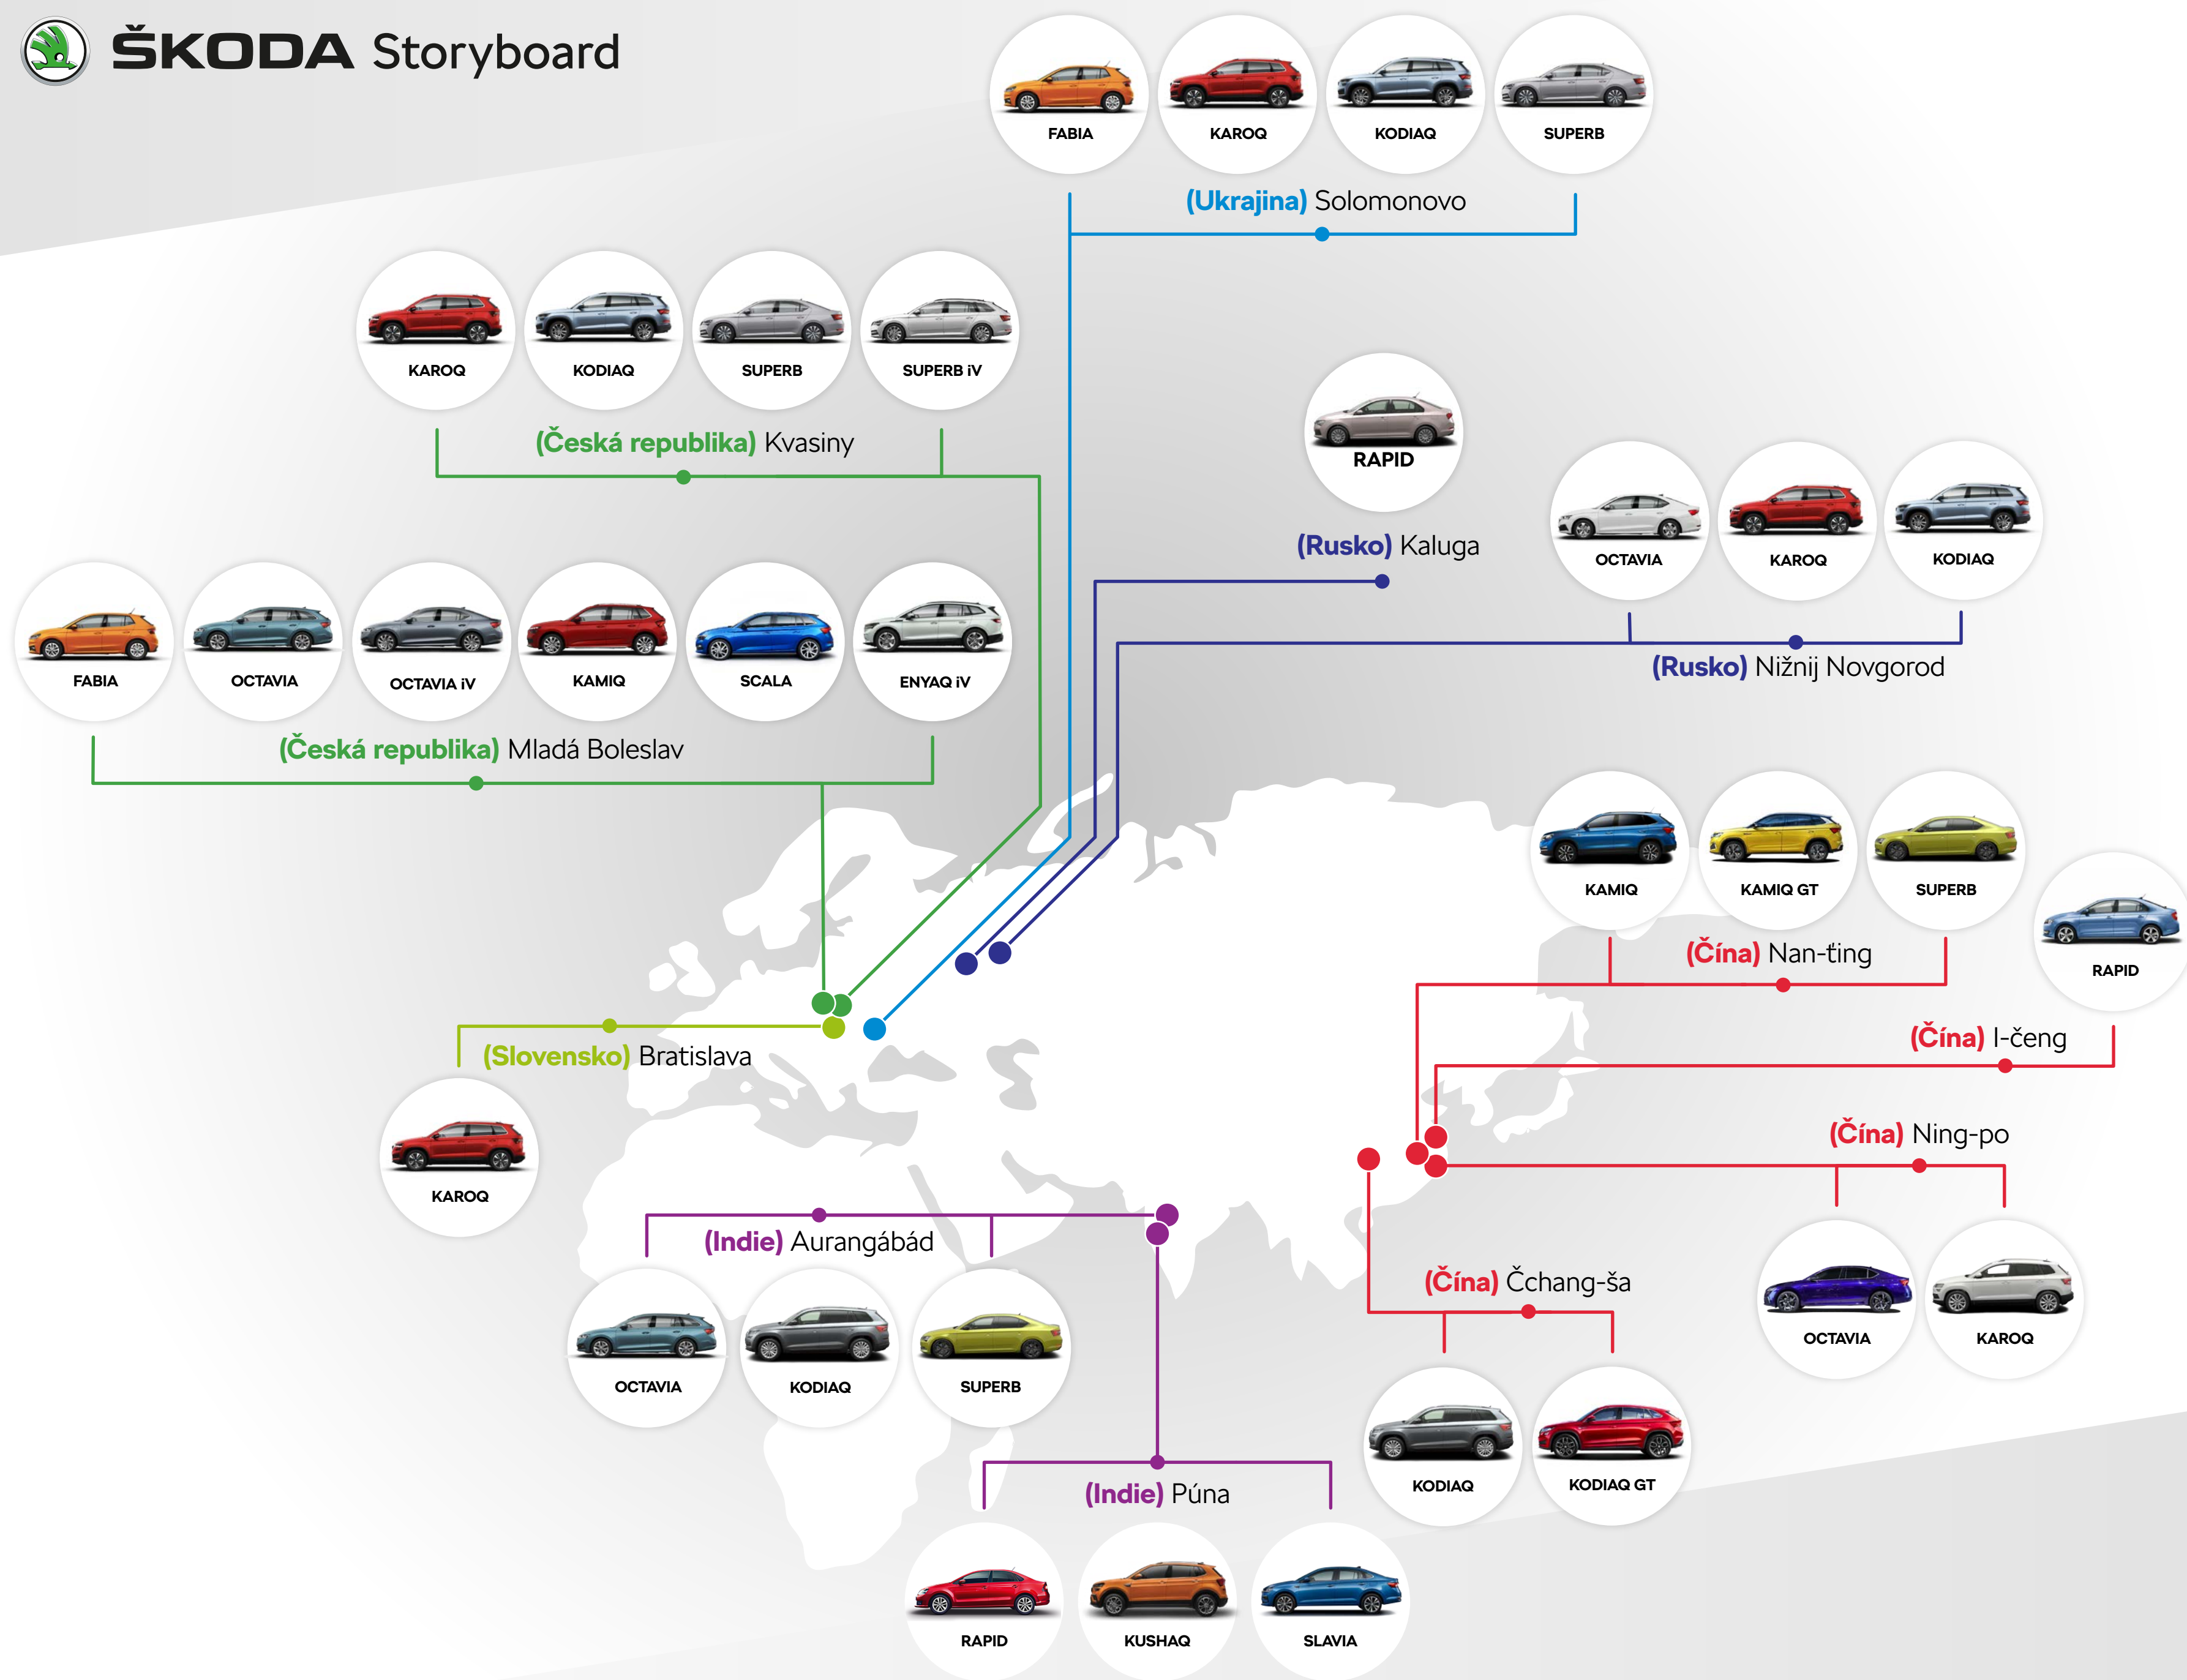 ŠKODA Storyboard
FABIA
KAROQ
KODIAQ
SUPERB
(Ukrajina) Solomonovo
KAROQ
KODIAQ
SUPERB
SUPERB iV
(Česká republika) Kvasiny
RAPID
(Rusko) Kaluga
OCTAVIA
KAROQ
KODIAQ
(Rusko) Nižnij Novgorod
FABIA
OCTAVIA
OCTAVIA iV
KAMIQ
SCALA
ENYAQ iV
(Česká republika) Mladá Boleslav
KAMIQ
KAMIQ GT
SUPERB
(Čína) Nan-ťing
RAPID
(Čína) I-čeng
(Slovensko) Bratislava
KAROQ
(Čína) Ning-po
OCTAVIA
KAROQ
(Indie) Aurangábád
OCTAVIA
KODIAQ
SUPERB
(Čína) Čchang-ša
KODIAQ
KODIAQ GT
(Indie) Púna
RAPID
KUSHAQ
SLAVIA